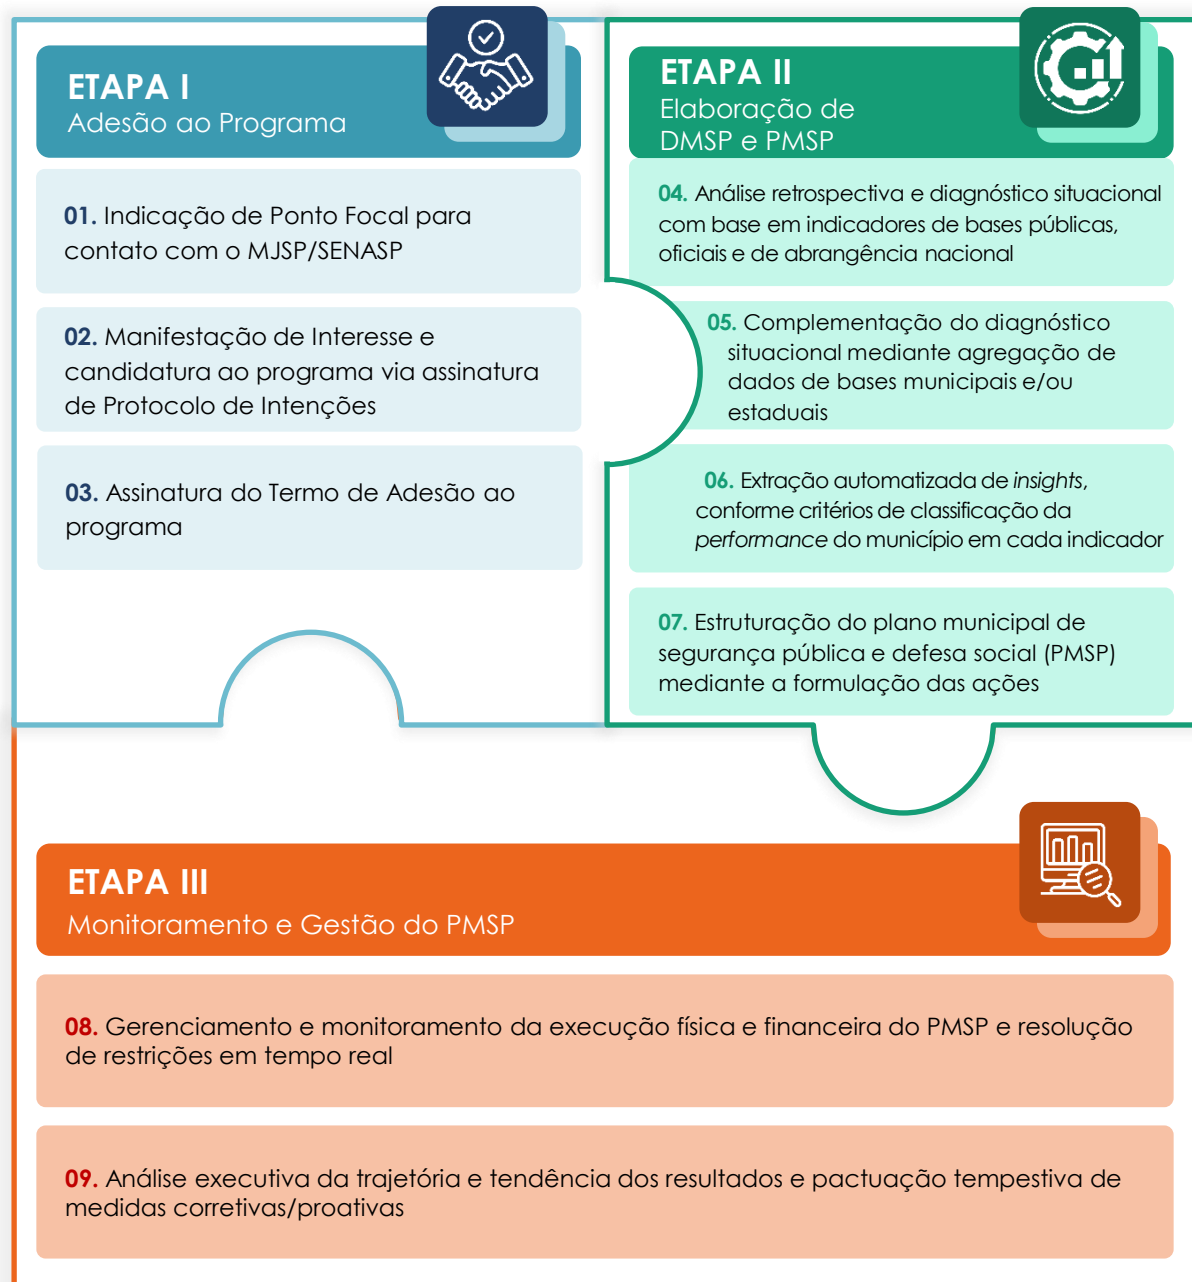 ETAPA I
Adesão ao Programa
01. Indicação de Ponto Focal para
contato com o MJSP/SENASP
02. Manifestação de Interesse e
candidatura ao programa via assinatura
de Protocolo de Intenções
03. Assinatura do Termo de Adesão ao
programa
ETAPA II
Elaboração de
DMSP e PMSP
04. Análise retrospectiva e diagnóstico situacional
com base em indicadores de bases públicas,
oficiais e de abrangência nacional
05. Complementação do diagnóstico
situacional mediante agregação de
dados de bases municipais e/ou
estaduais
06. Extração automatizada de insights,
conforme critérios de classificação da
performance do município em cada indicador
07. Estruturação do plano municipal de
segurança pública e defesa social (PMSP)
mediante a formulação das ações
ETAPA III
Monitoramento e Gestão do PMSP
08. Gerenciamento e monitoramento da execução física e financeira do PMSP e resolução
de restrições em tempo real
09. Análise executiva da trajetória e tendência dos resultados e pactuação tempestiva de
medidas corretivas/proativas